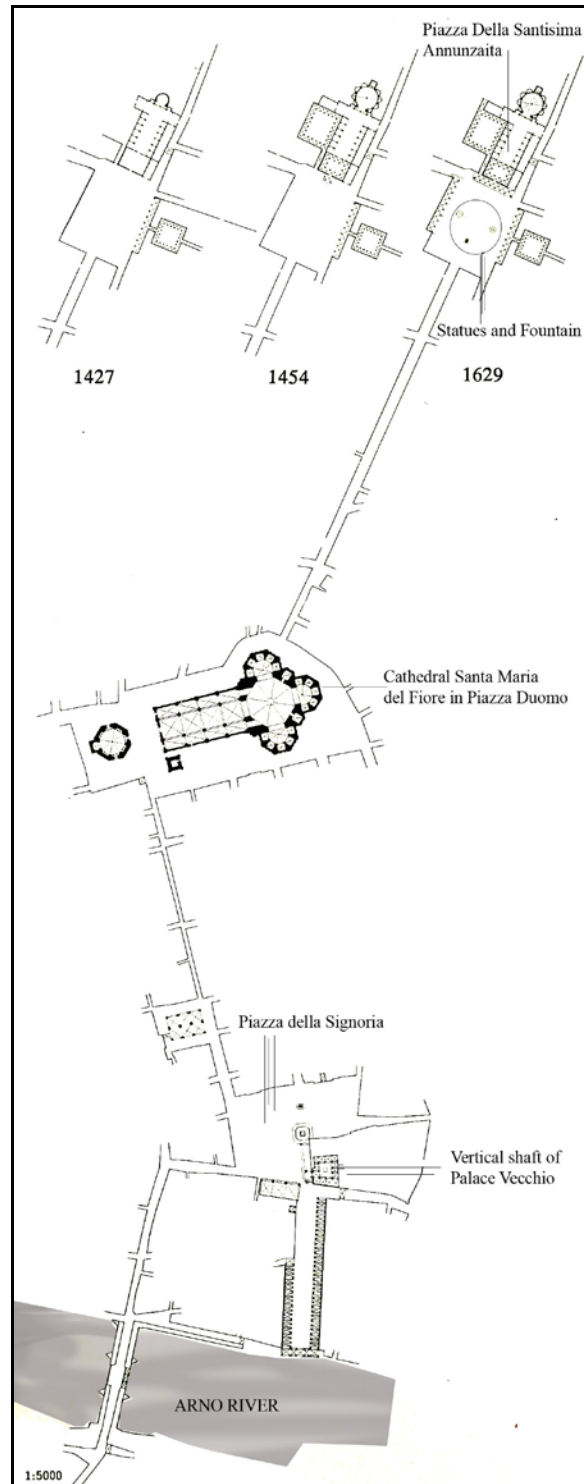 Piazza Della Santisima
Annunzaita
Statues and Fountain
1427
1454
1629
Cathedral Santa Maria
del Fiore in Piazza Duomo
Piazza della Signoria
Vertical shaft of
Palace Vecchio
ARNO RIVER
1:5000